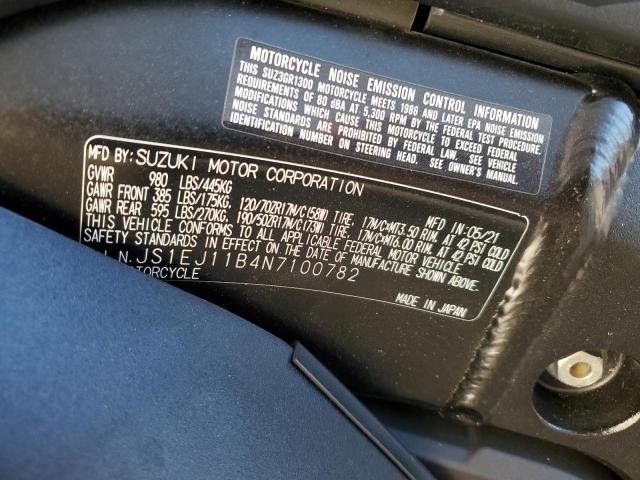 MOTORCYCLE NOISE EMISSION CONTROL INFORMATION
THIS SUZ3GR1300 MOTORCYCLE MEETS 1986 AND LATER EPA NOISE EMISSION
REQUIREMENTS OF 80 dBA AT 5,300 RPM BY THE FEDERAL TEST PROCEDURE.
MODIFICATIONS WHICH CAUSE THIS MOTORCYCLE TO EXCEED FEDERAL
NOISE STANDARDS ARE PROHIBITED BY FEDERAL LAW. SEE VEHICLE
IDENTIFICATION NUMBER ON STEERING HEAD. SEE OWNER'S MANUAL.
MFD BY: SUZUKI MOTOR CORPORATION
GVWR 980 LBS/445KG MFD IN: 05/21
GAWR FRONT 385 LBS/175KG, 120/70ZR17M/C(58W) TIRE, 17M/C×MT3.50 RIM, AT 42 PSI COLD
GAWR REAR 595 LBS/270KG, 190/50ZR17M/C(73W) TIRE, 17M/C×MT6.00 RIM, AT 42 PSI COLD
THIS VEHICLE CONFORMS TO ALL APPLICABLE FEDERAL MOTOR VEHICLE
SAFETY STANDARDS IN EFFECT ON THE DATE OF MANUFACTURE SHOWN ABOVE.
I.N. JS1EJ11B4N7100782
MOTORCYCLE MADE IN JAPAN